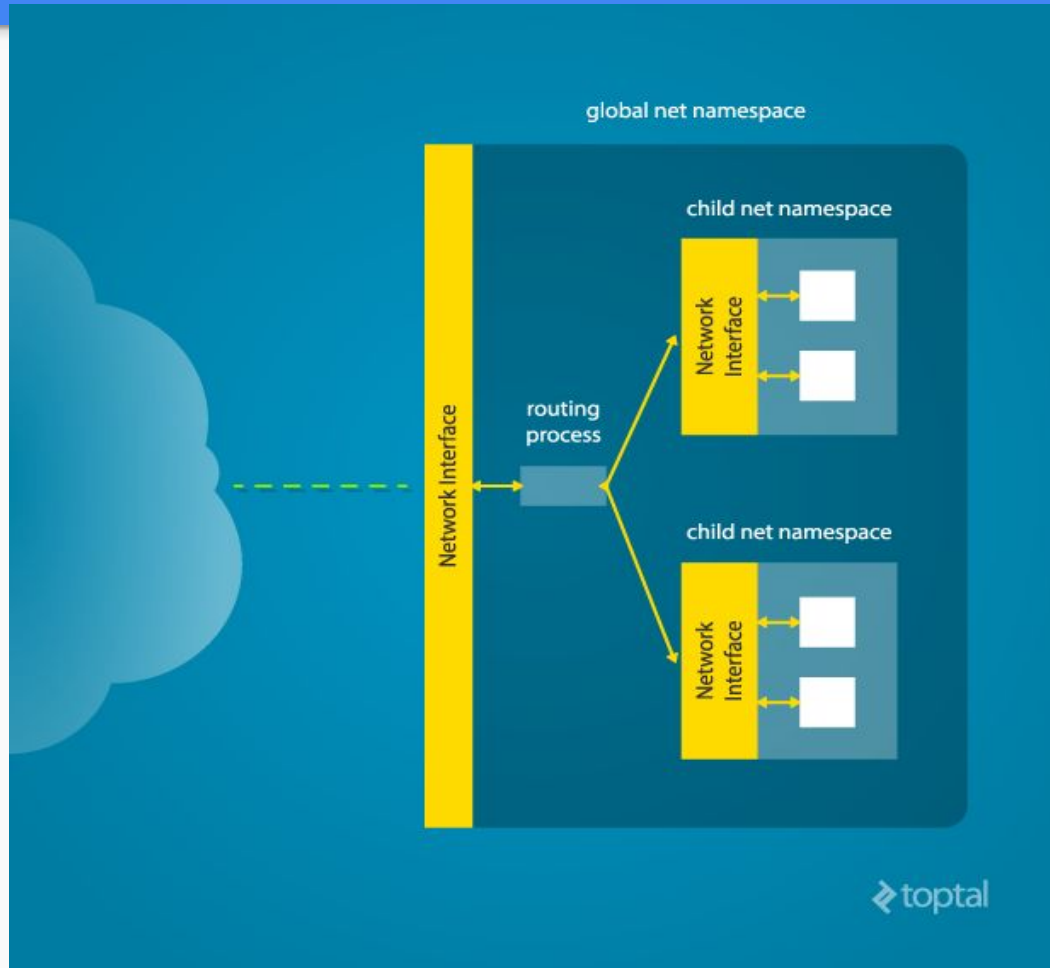 global net namespace
child net namespace
Network
Interface
routing
process
Network Interface
child net namespace
Network
Interface
toptal